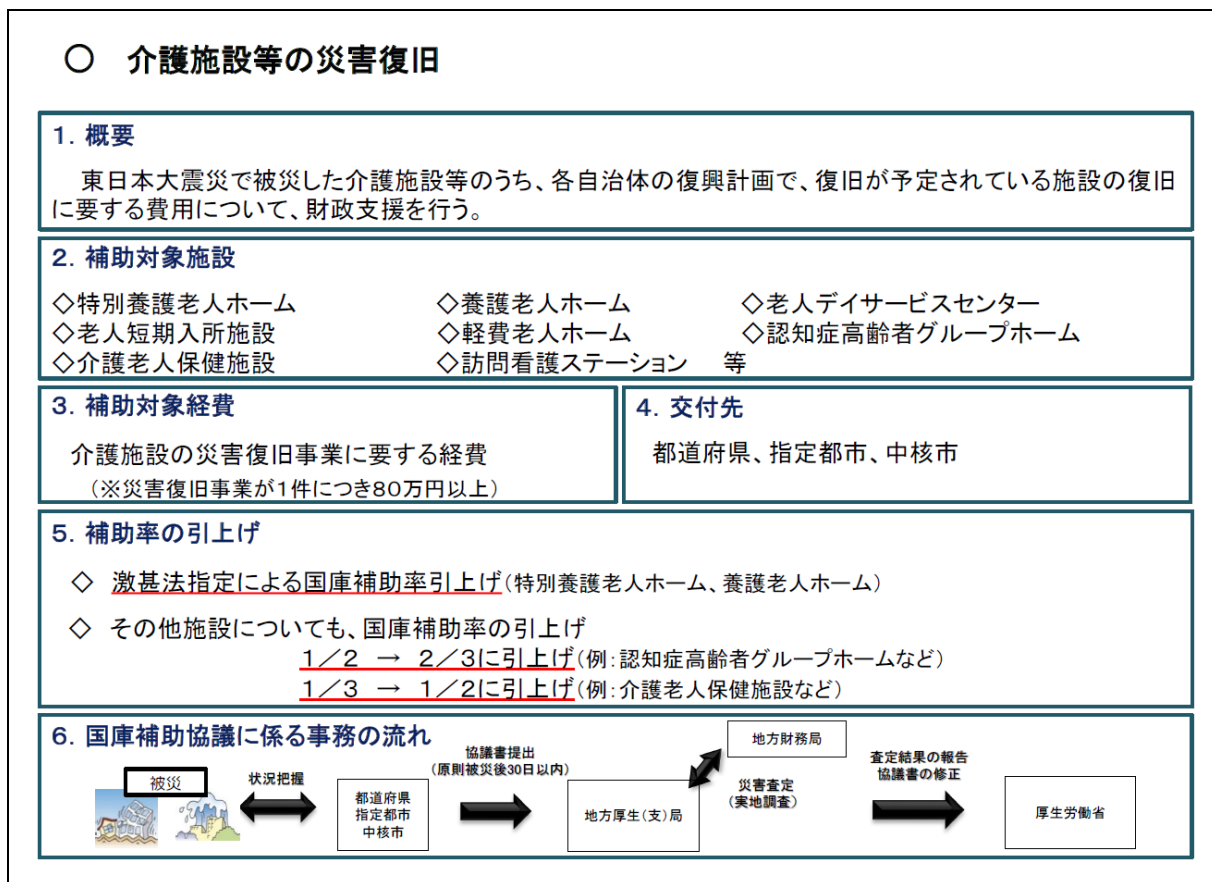 ○　介護施設等の災害復旧
1．概要
東日本大震災で被災した介護施設等のうち、各自治体の復興計画で、復旧が予定されている施設の復旧
に要する費用について、財政支援を行う。
2．補助対象施設
◇特別養護老人ホーム　◇養護老人ホーム　◇老人デイサービスセンター
◇老人短期入所施設　◇軽費老人ホーム　◇認知症高齢者グループホーム
◇介護老人保健施設　◇訪問看護ステーション　等
3．補助対象経費
介護施設の災害復旧事業に要する経費
（※災害復旧事業が1件につき80万円以上）
4．交付先
都道府県、指定都市、中核市
5．補助率の引上げ
◇　激甚法指定による国庫補助率引上げ（特別養護老人ホーム、養護老人ホーム）
◇　その他施設についても、国庫補助率の引上げ
1／2　→　2／3に引上げ（例：認知症高齢者グループホームなど）
1／3　→　1／2に引上げ（例：介護老人保健施設など）
6．国庫補助協議に係る事務の流れ
被災
状況把握
都道府県
指定都市
中核市
協議書提出
（原則被災後30日以内）
地方厚生（支）局
地方財務局
災害査定
（実地調査）
査定結果の報告
協議書の修正
厚生労働省